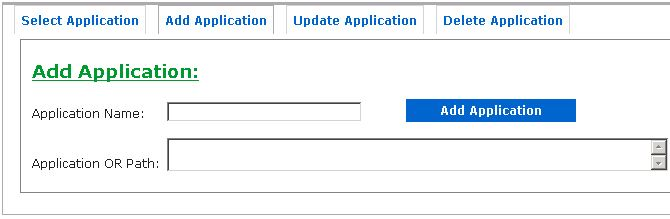 Select Application Add Application Update Application Delete Application
Add Application:
Application Name: Add Application
Application OR Path: